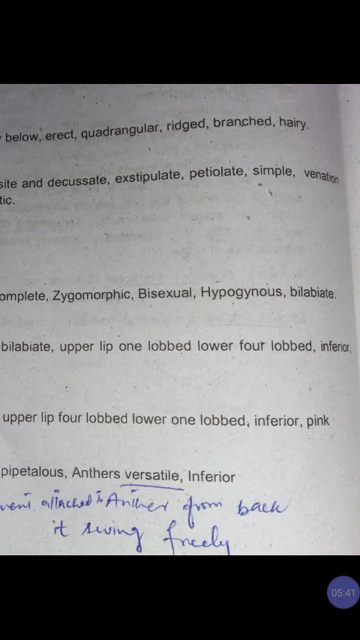 below, erect, quadrangular, ridged, branched, hairy.
site and decussate, exstipulate, petiolate, simple, venation
tic.
omplete, Zygomorphic, Bisexual, Hypogynous, bilabiate.
bilabiate, upper lip one lobbed lower four lobbed, inferior,
upper lip four lobbed lower one lobbed, inferior, pink
pipetalous, Anthers versatile, Inferior
ment attached to Anther from back
it swing freely
05:41